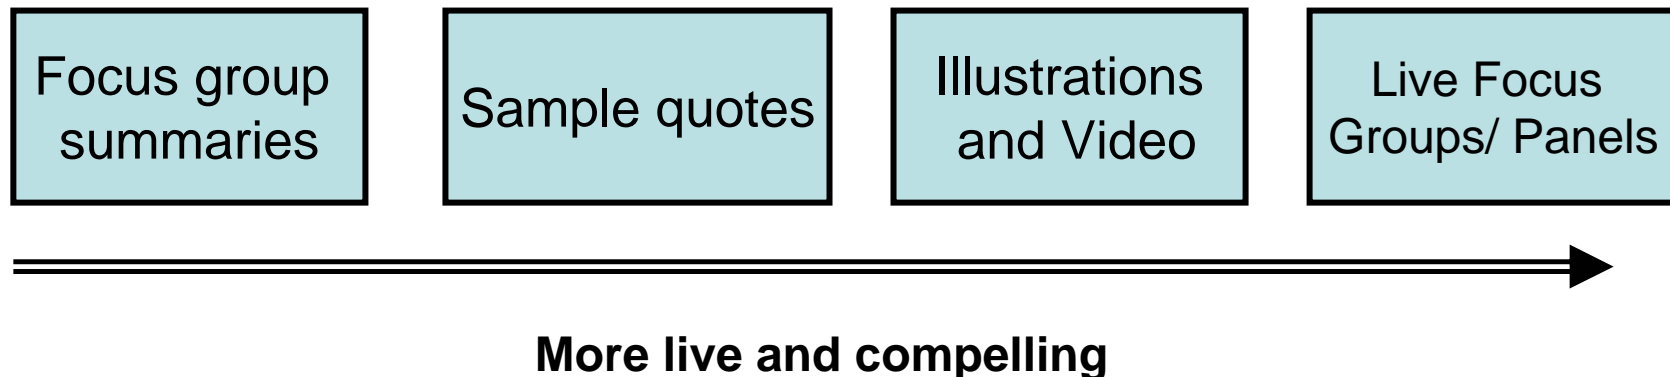 Focus group
summaries
Sample quotes
Illustrations
and Video
Live Focus
Groups/ Panels
More live and compelling